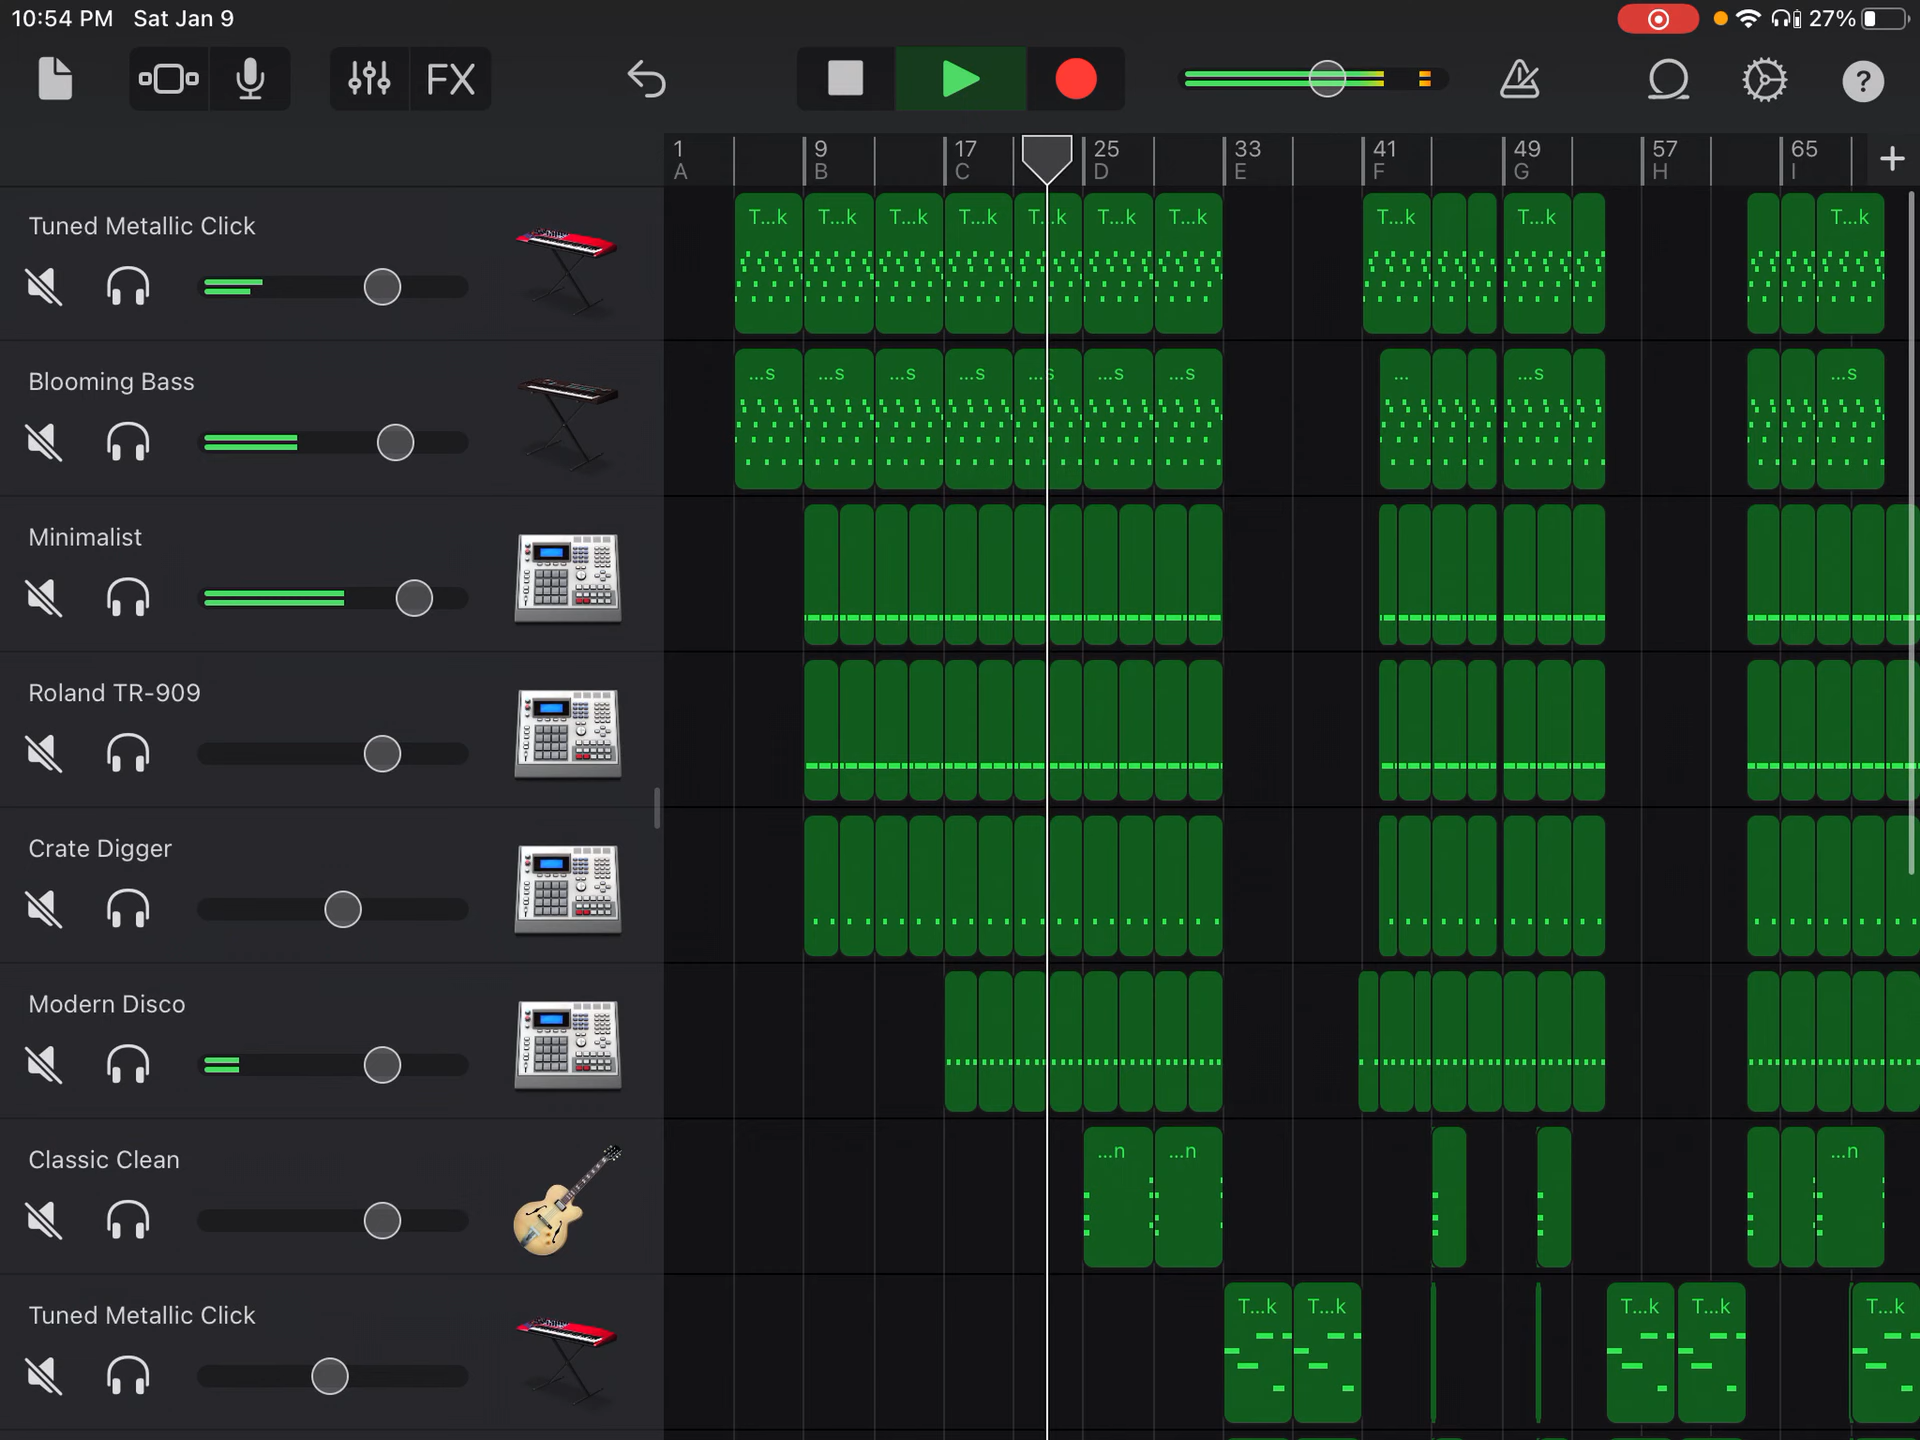 10:54 PM Sat Jan 9 27%
FX ?
1 9 17 25 33 41 49 57 65 +
A B C D E F G H I
Tuned Metallic Click
T...k T...k T...k T...k T...k T...k T...k T...k T...k T...k
Blooming Bass
...s ...s ...s ...s ...s ...s ...s ... ...s ...s
Minimalist
Roland TR-909
Crate Digger
Modern Disco
Classic Clean
...n ...n ...n
Tuned Metallic Click
T...k T...k T...k T...k T...k